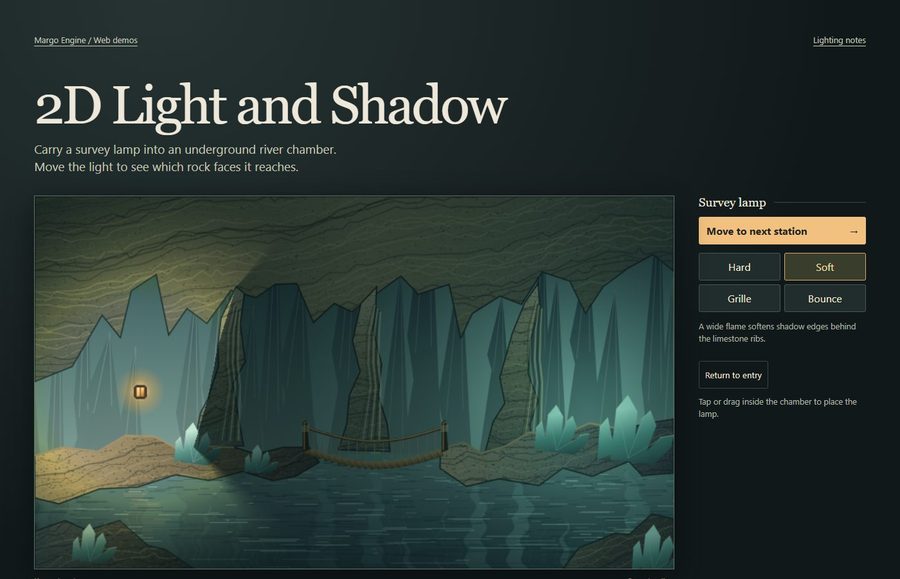 Margo Engine / Web demos
Lighting notes
2D Light and Shadow
Carry a survey lamp into an underground river chamber.
Move the light to see which rock faces it reaches.
Survey lamp
Move to next station →
Hard
Soft
Grille
Bounce
A wide flame softens shadow edges behind
the limestone ribs.
Return to entry
Tap or drag inside the chamber to place the
lamp.